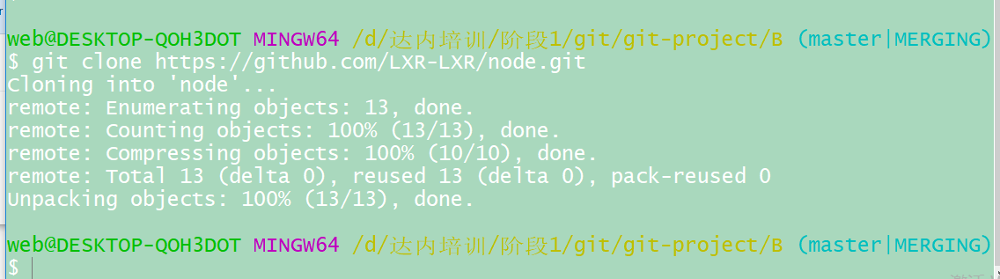 web@DESKTOP-QOH3DOT MINGW64 /d/达内培训/阶段1/git/git-project/B (master|MERGING)
$ git clone https://github.com/LXR-LXR/node.git
Cloning into 'node'...
remote: Enumerating objects: 13, done.
remote: Counting objects: 100% (13/13), done.
remote: Compressing objects: 100% (10/10), done.
remote: Total 13 (delta 0), reused 13 (delta 0), pack-reused 0
Unpacking objects: 100% (13/13), done.
web@DESKTOP-QOH3DOT MINGW64 /d/达内培训/阶段1/git/git-project/B (master|MERGING)
$